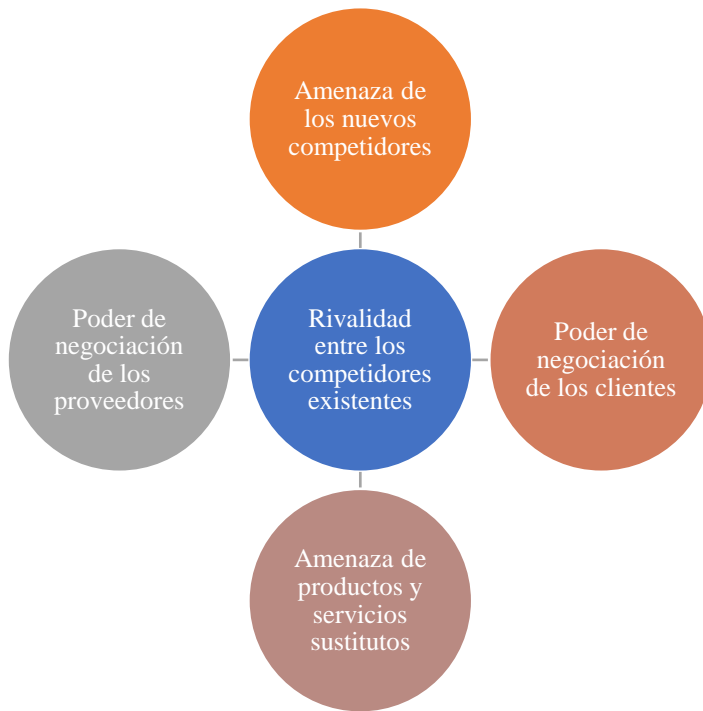 Amenaza de
los nuevos
competidores
Poder de
negociación
de los
proveedores
Rivalidad
entre los
competidores
existentes
Poder de
negociación
de los clientes
Amenaza de
productos y
servicios
sustitutos